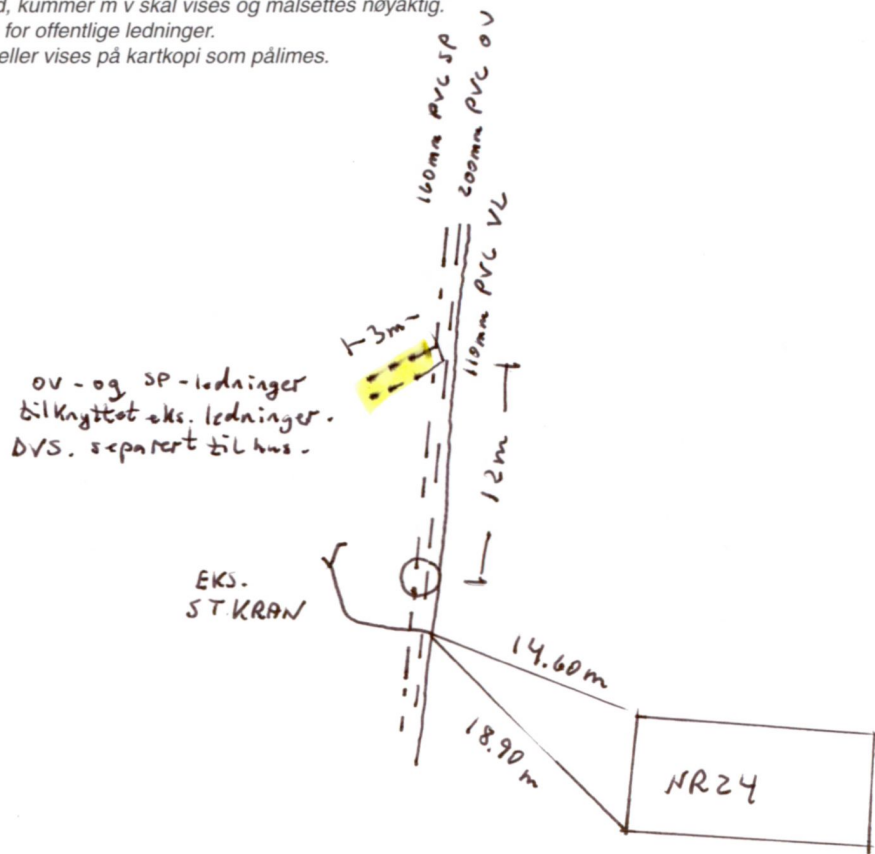 d, kummer m v skal vises og målsettes nøyaktig.
for offentlige ledninger.
eller vises på kartkopi som pålimes.
160mm PVC SP
200mm PVC OV
110mm PVC VL
3m
OV - og SP - ledninger
tilknyttet eks. ledninger.
DVS. separert til hus.
12m
EKS.
ST.KRAN
14.60m
18.90m
NR24